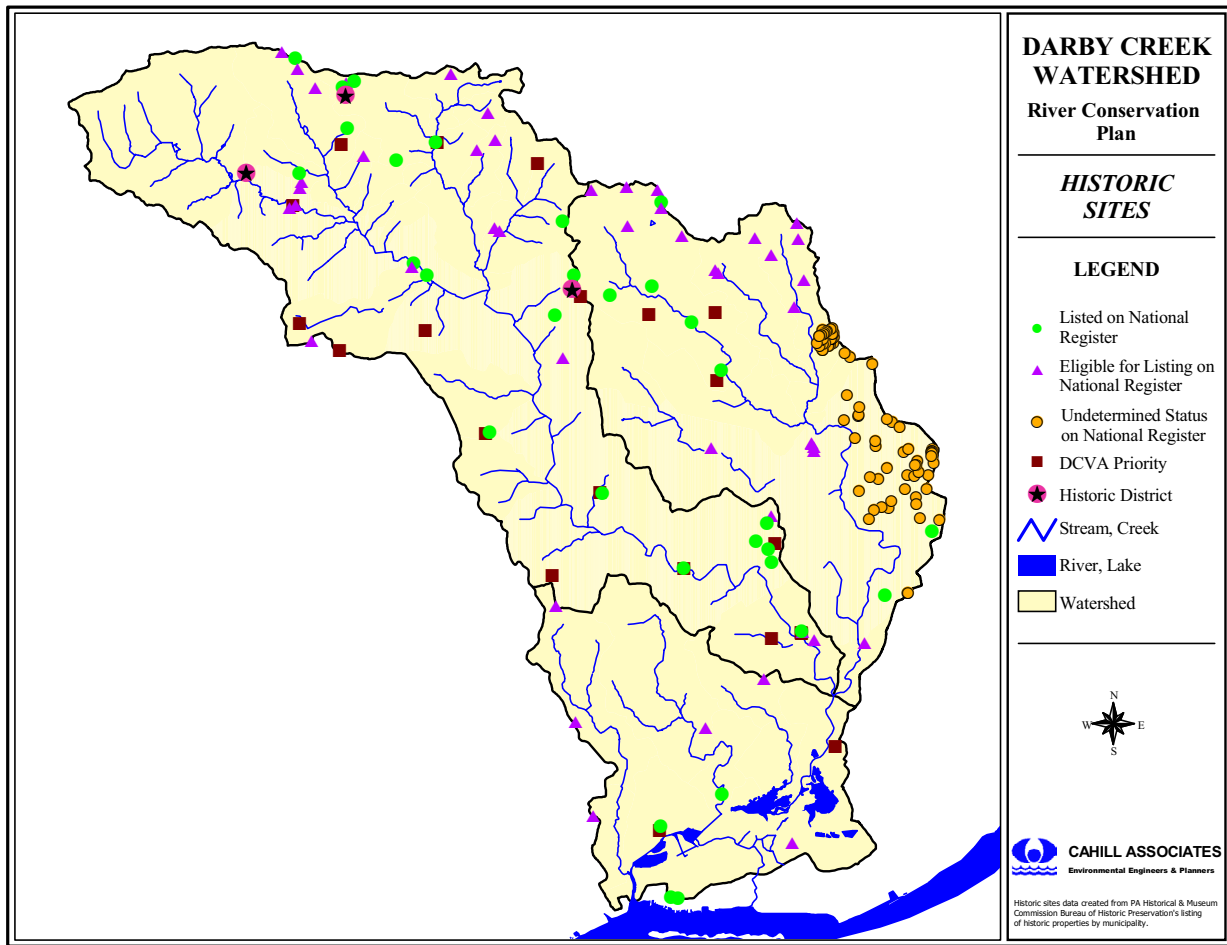 DARBY CREEK
WATERSHED
River Conservation
Plan
HISTORIC
SITES
LEGEND
Listed on National
Register
Eligible for Listing on
National Register
Undetermined Status
on National Register
DCVA Priority
Historic District
Stream, Creek
River, Lake
Watershed
N
W E
S
CAHILL ASSOCIATES
Environmental Engineers & Planners
Historic sites data created from PA Historical & Museum
Commission Bureau of Historic Preservation's listing
of historic properties by municipality.